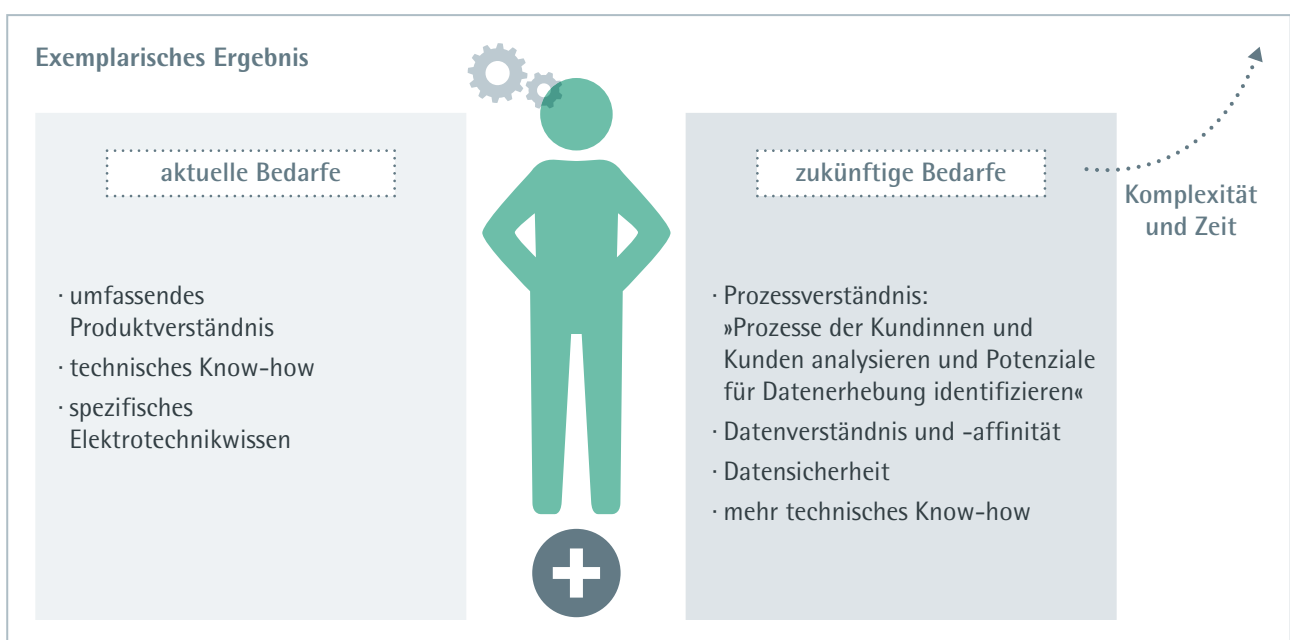 Exemplarisches Ergebnis
aktuelle Bedarfe
· umfassendes
Produktverständnis
· technisches Know-how
· spezifisches
Elektrotechnikwissen
zukünftige Bedarfe
· Prozessverständnis:
»Prozesse der Kundinnen und
Kunden analysieren und Potenziale
für Datenerhebung identifizieren«
· Datenverständnis und -affinität
· Datensicherheit
· mehr technisches Know-how
Komplexität
und Zeit